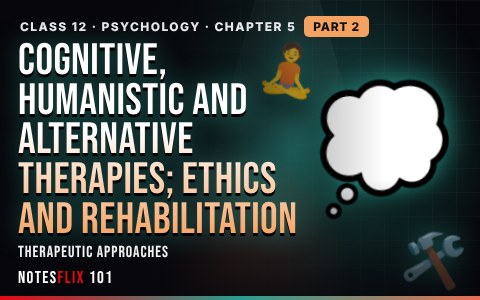 CLASS 12 · PSYCHOLOGY · CHAPTER 5 PART 2
COGNITIVE,
HUMANISTIC AND
ALTERNATIVE
THERAPIES; ETHICS
AND REHABILITATION
THERAPEUTIC APPROACHES
NOTESFLIX 101